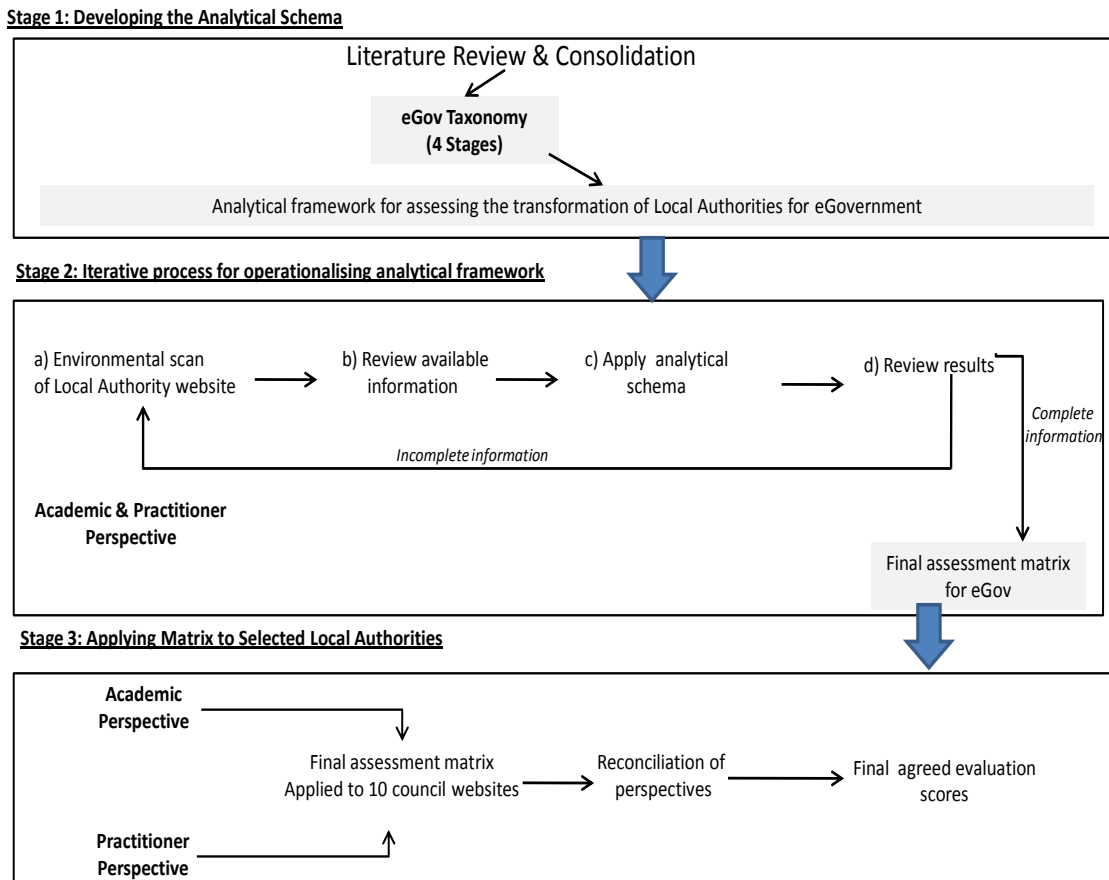 Stage 1: Developing the Analytical Schema
Literature Review & Consolidation
eGov Taxonomy
(4 Stages)
Analytical framework for assessing the transformation of Local Authorities for eGovernment
Stage 2: Iterative process for operationalising analytical framework
a) Environmental scan
of Local Authority website
b) Review available
information
c) Apply analytical
schema
d) Review results
Complete
information
Incomplete information
Academic & Practitioner
Perspective
Final assessment matrix
for eGov
Stage 3: Applying Matrix to Selected Local Authorities
Academic
Perspective
Final assessment matrix
Applied to 10 council websites
Reconciliation of
perspectives
Final agreed evaluation
scores
Practitioner
Perspective